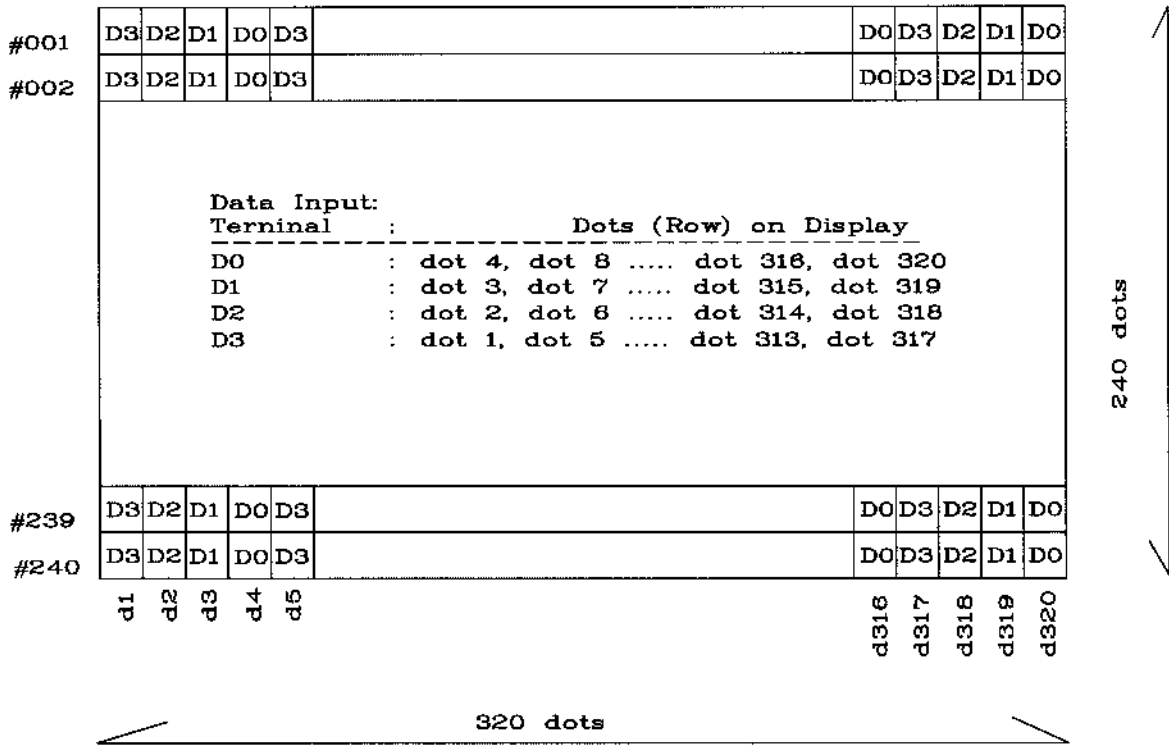 #001 D3 D2 D1 D0 D3 D0 D3 D2 D1 D0
#002 D3 D2 D1 D0 D3 D0 D3 D2 D1 D0
Data Input:
Terninal : Dots (Row) on Display
D0 : dot 4, dot 8 ..... dot 316, dot 320
D1 : dot 3, dot 7 ..... dot 315, dot 319
D2 : dot 2, dot 6 ..... dot 314, dot 318
D3 : dot 1, dot 5 ..... dot 313, dot 317
240 dots
#239 D3 D2 D1 D0 D3 D0 D3 D2 D1 D0
#240 D3 D2 D1 D0 D3 D0 D3 D2 D1 D0
d1 d2 d3 d4 d5 d316 d317 d318 d319 d320
320 dots